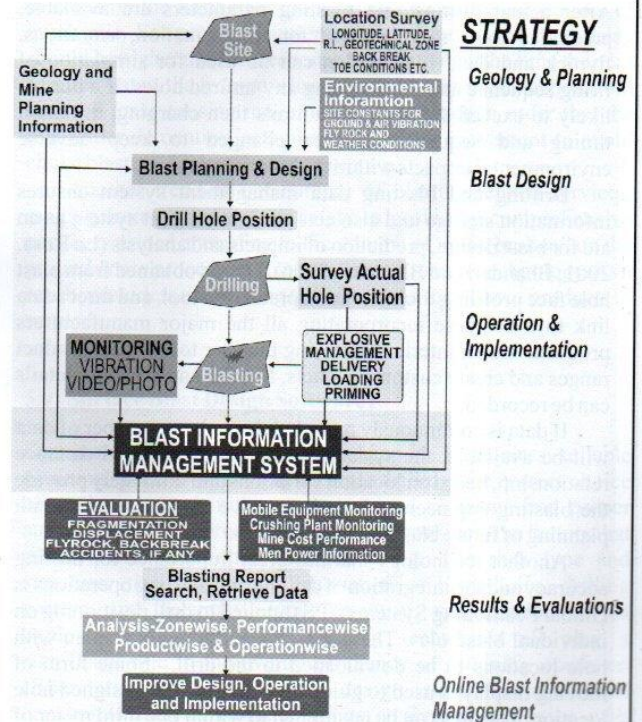 Location Survey
LONGITUDE, LATITUDE,
R.L., GEOTECHNICAL ZONE
BACK BREAK
TOE CONDITIONS ETC.
STRATEGY
Blast
Site
Geology and
Mine
Planning
Information
Geology & Planning
Environmental
Inforamtion
SITE CONSTANTS FOR
GNCUND & AIR VIBRATION
FLY ROCK AND
WEATHER CONDITIONS
Blast Planning & Design
Blast Design
Drill Hole Position
Drilling
Survey Actual
Hole Position
Operation &
Implementation
MONITORING
VIBRATION
VIDEO/PHOTO
Blasting
EXPLOSIVE
MANAGEMENT
DELIVERY
LOADING
PRIMING
BLAST INFORMATION
MANAGEMENT SYSTEM
EVALUATION
FRAGMENTATION
DISPLACEMENT
FLYROCK, BACKBREAK
ACCIDENTS, IF ANY
Mobile Equipment Monitoring
Crushing Plant Monitoring
Mine Cost Performance
Men Power Information
Blasting Report
Search, Retrieve Data
Results & Evaluations
Analysis-Zonewise, Performancewise
Productwise & Operationwise
Improve Design, Operation
and Implementation
Online Blast Information
Management